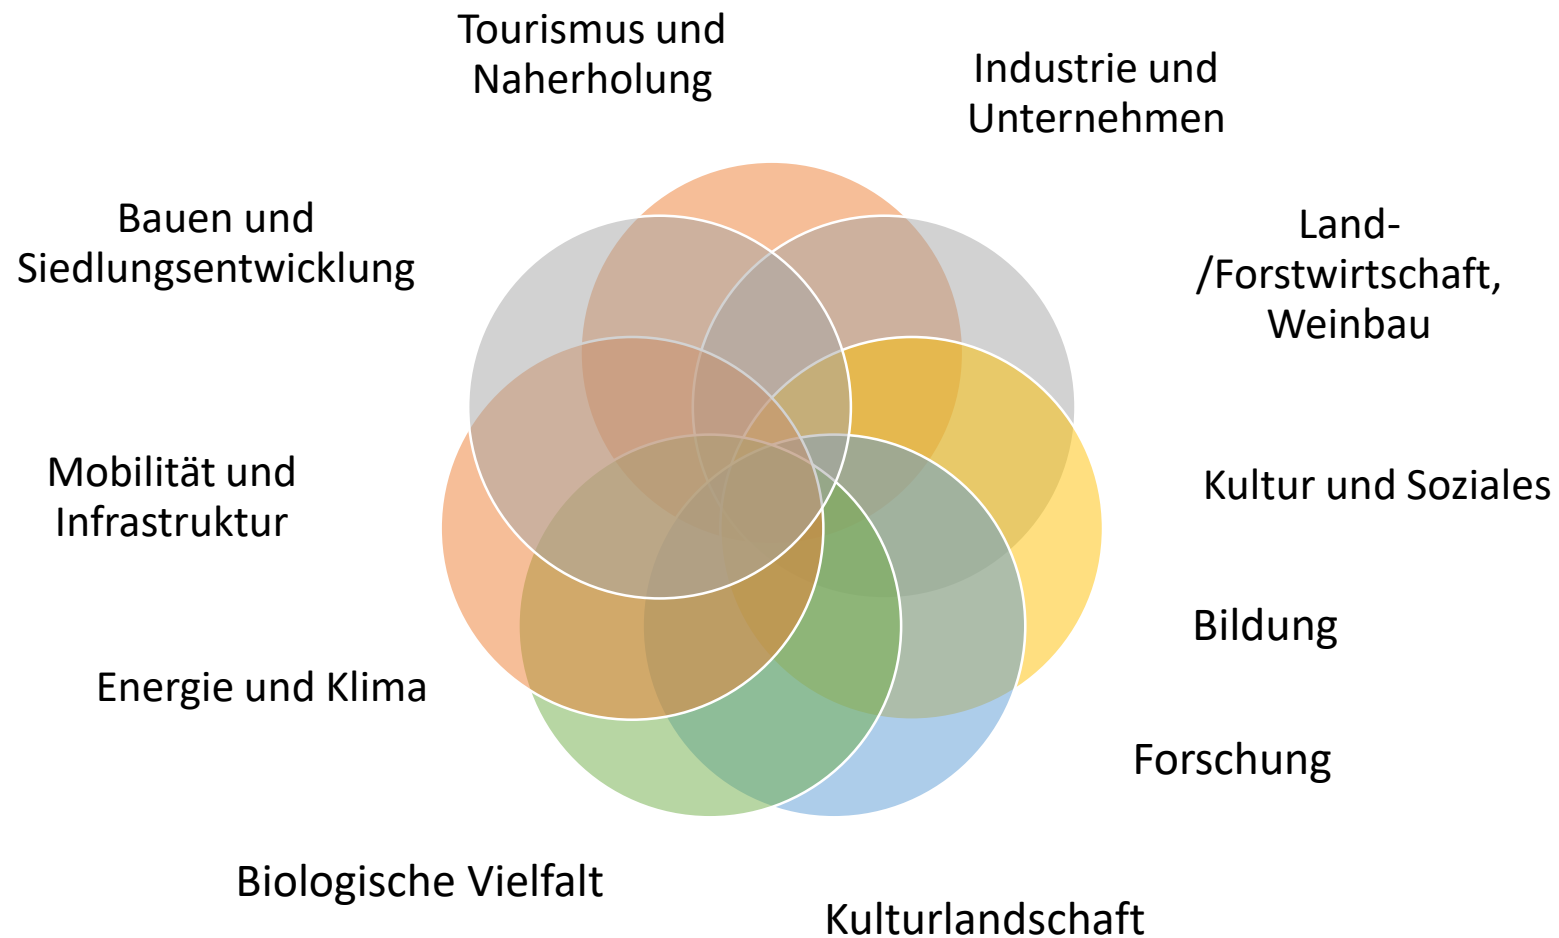 Tourismus und
Naherholung
Industrie und
Unternehmen
Land-
/Forstwirtschaft,
Weinbau
Kultur und Soziales
Bildung
Forschung
Kulturlandschaft
Biologische Vielfalt
Energie und Klima
Mobilität und
Infrastruktur
Bauen und
Siedlungsentwicklung